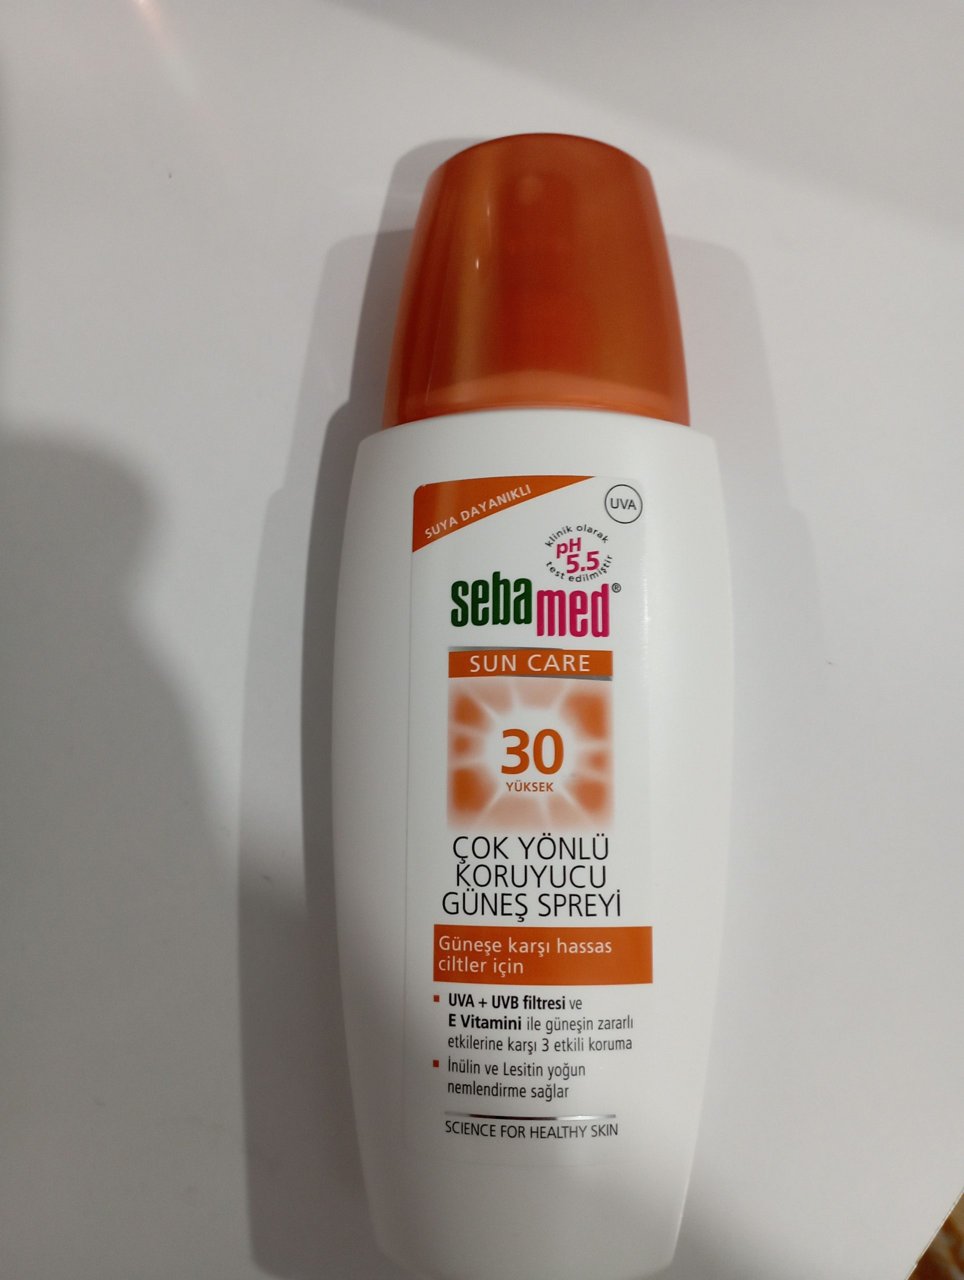 SUYA DAYANIKLI
UVA
klinik olarak
pH
5.5
test edilmiştir
sebamed®
SUN CARE
30
YÜKSEK
ÇOK YÖNLÜ
KORUYUCU
GÜNEŞ SPREYİ
Güneşe karşı hassas
ciltler için
▪ UVA + UVB filtresi ve
E Vitamini ile güneşin zararlı
etkilerine karşı 3 etkili koruma
▪ İnülin ve Lesitin yoğun
nemlendirme sağlar
SCIENCE FOR HEALTHY SKIN